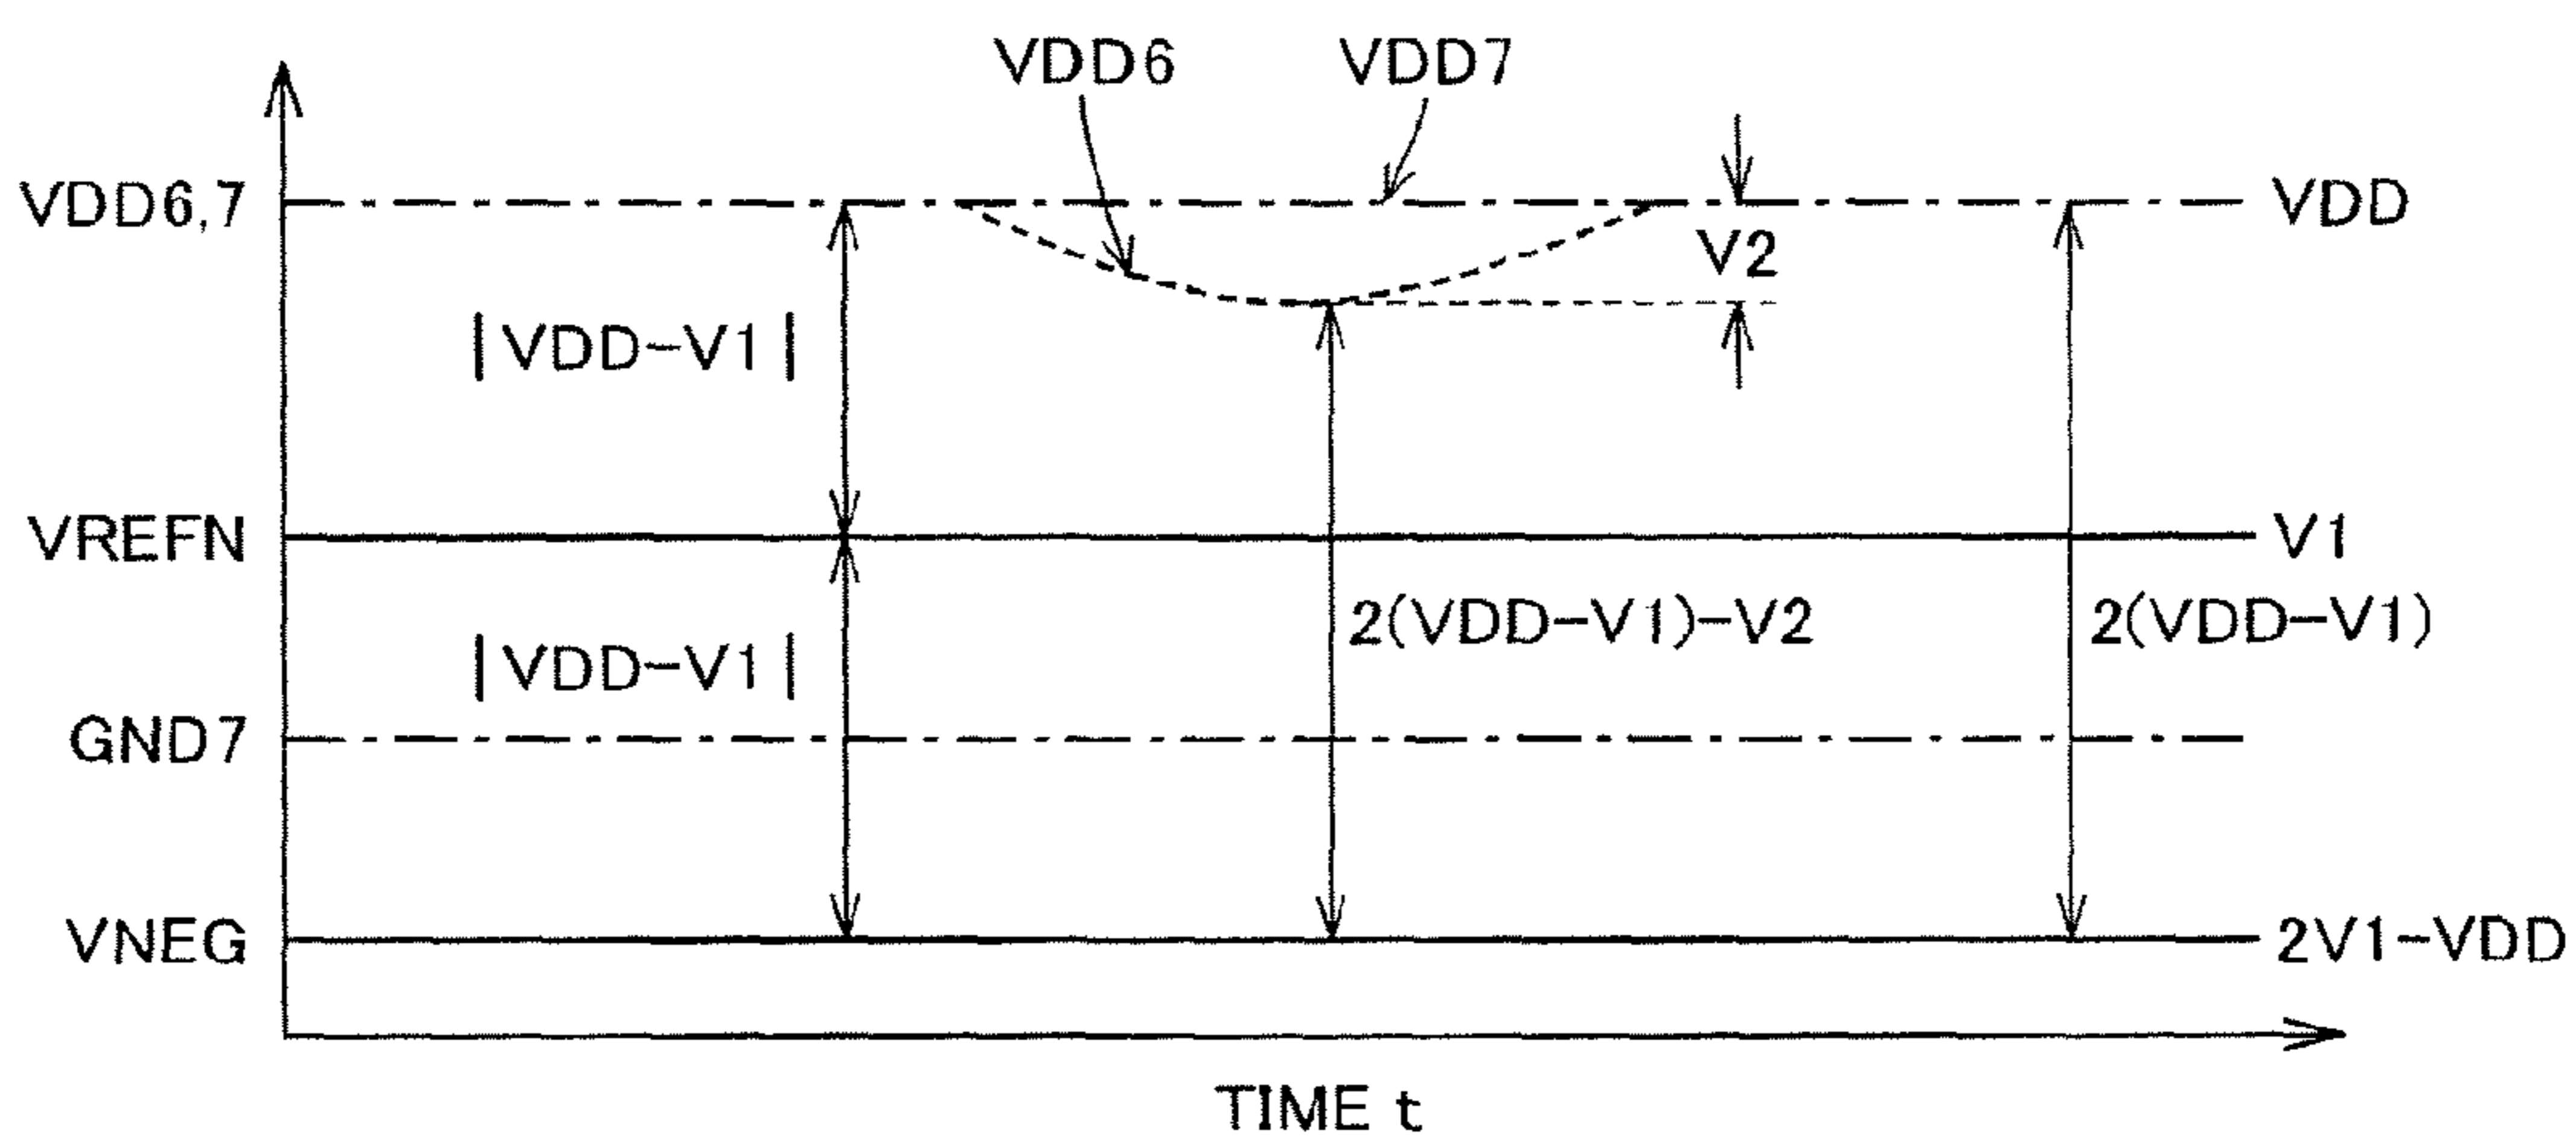 VDD6 VDD7
VDD6,7 VDD
V2
|VDD-V1|
VREFN V1
|VDD-V1| 2(VDD-V1)-V2 2(VDD-V1)
GND7
VNEG 2V1-VDD
TIME t